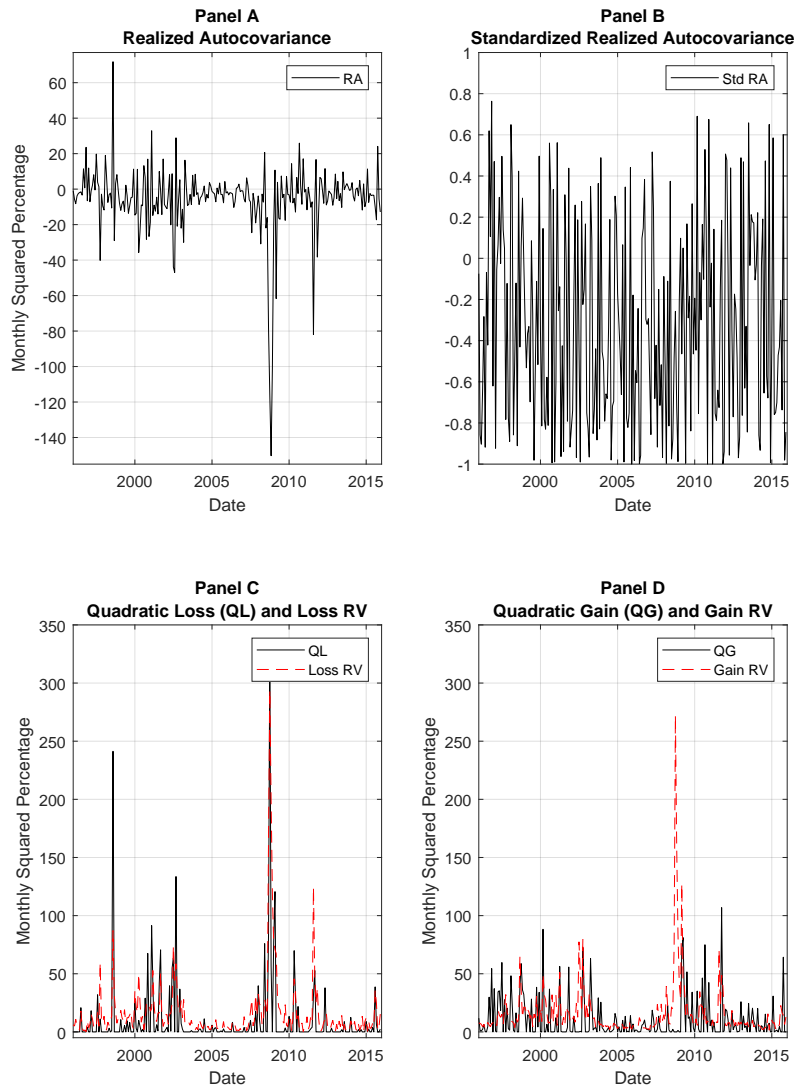 Panel A
Realized Autocovariance
RA
60
40
20
0
-20
-40
-60
-80
-100
-120
-140
Monthly Squared Percentage
2000
2005
2010
2015
Date
Panel B
Standardized Realized Autocovariance
Std RA
1
0.8
0.6
0.4
0.2
0
-0.2
-0.4
-0.6
-0.8
-1
2000
2005
2010
2015
Date
Panel C
Quadratic Loss (QL) and Loss RV
QL
Loss RV
350
300
250
200
150
100
50
0
Monthly Squared Percentage
2000
2005
2010
2015
Date
Panel D
Quadratic Gain (QG) and Gain RV
QG
Gain RV
350
300
250
200
150
100
50
0
Monthly Squared Percentage
2000
2005
2010
2015
Date